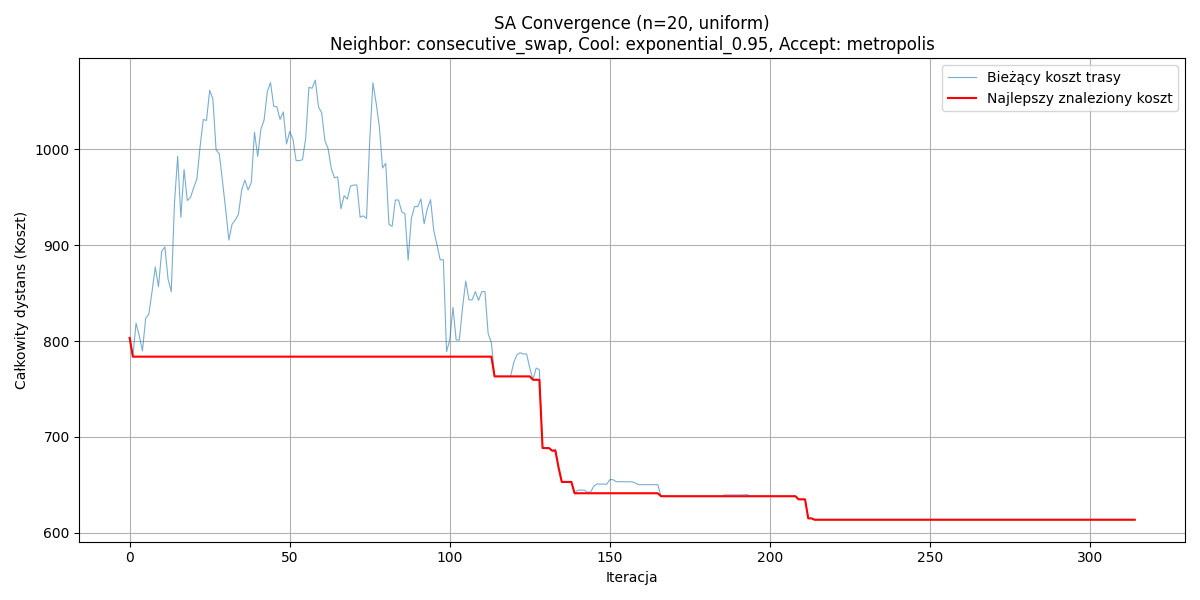 SA Convergence (n=20, uniform)
Neighbor: consecutive_swap, Cool: exponential_0.95, Accept: metropolis
Bieżący koszt trasy
Najlepszy znaleziony koszt
Całkowity dystans (Koszt)
1000
900
800
700
600
0 50 100 150 200 250 300
Iteracja